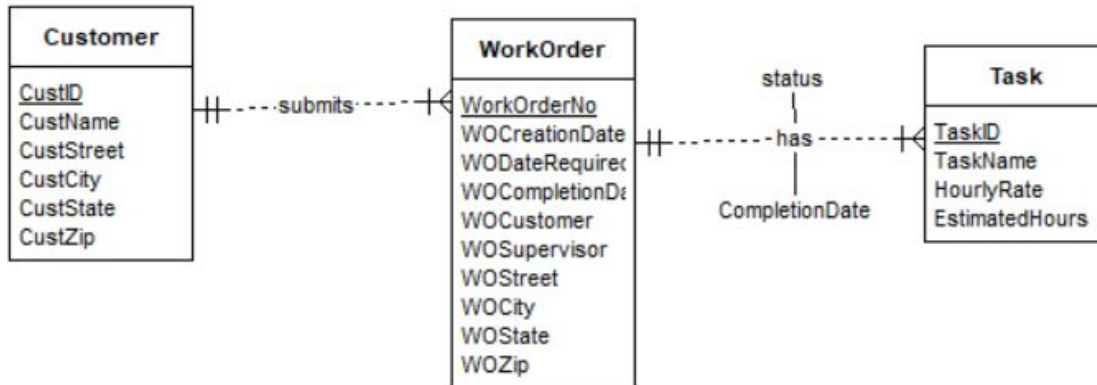 Customer
CustID
CustName
CustStreet
CustCity
CustState
CustZip
submits
WorkOrder
WorkOrderNo
WOCreationDate
WODateRequired
WOCompletionDa
WOCustomer
WOSupervisor
WOStreet
WOCity
WOState
WOZip
status
has
CompletionDate
Task
TaskID
TaskName
HourlyRate
EstimatedHours